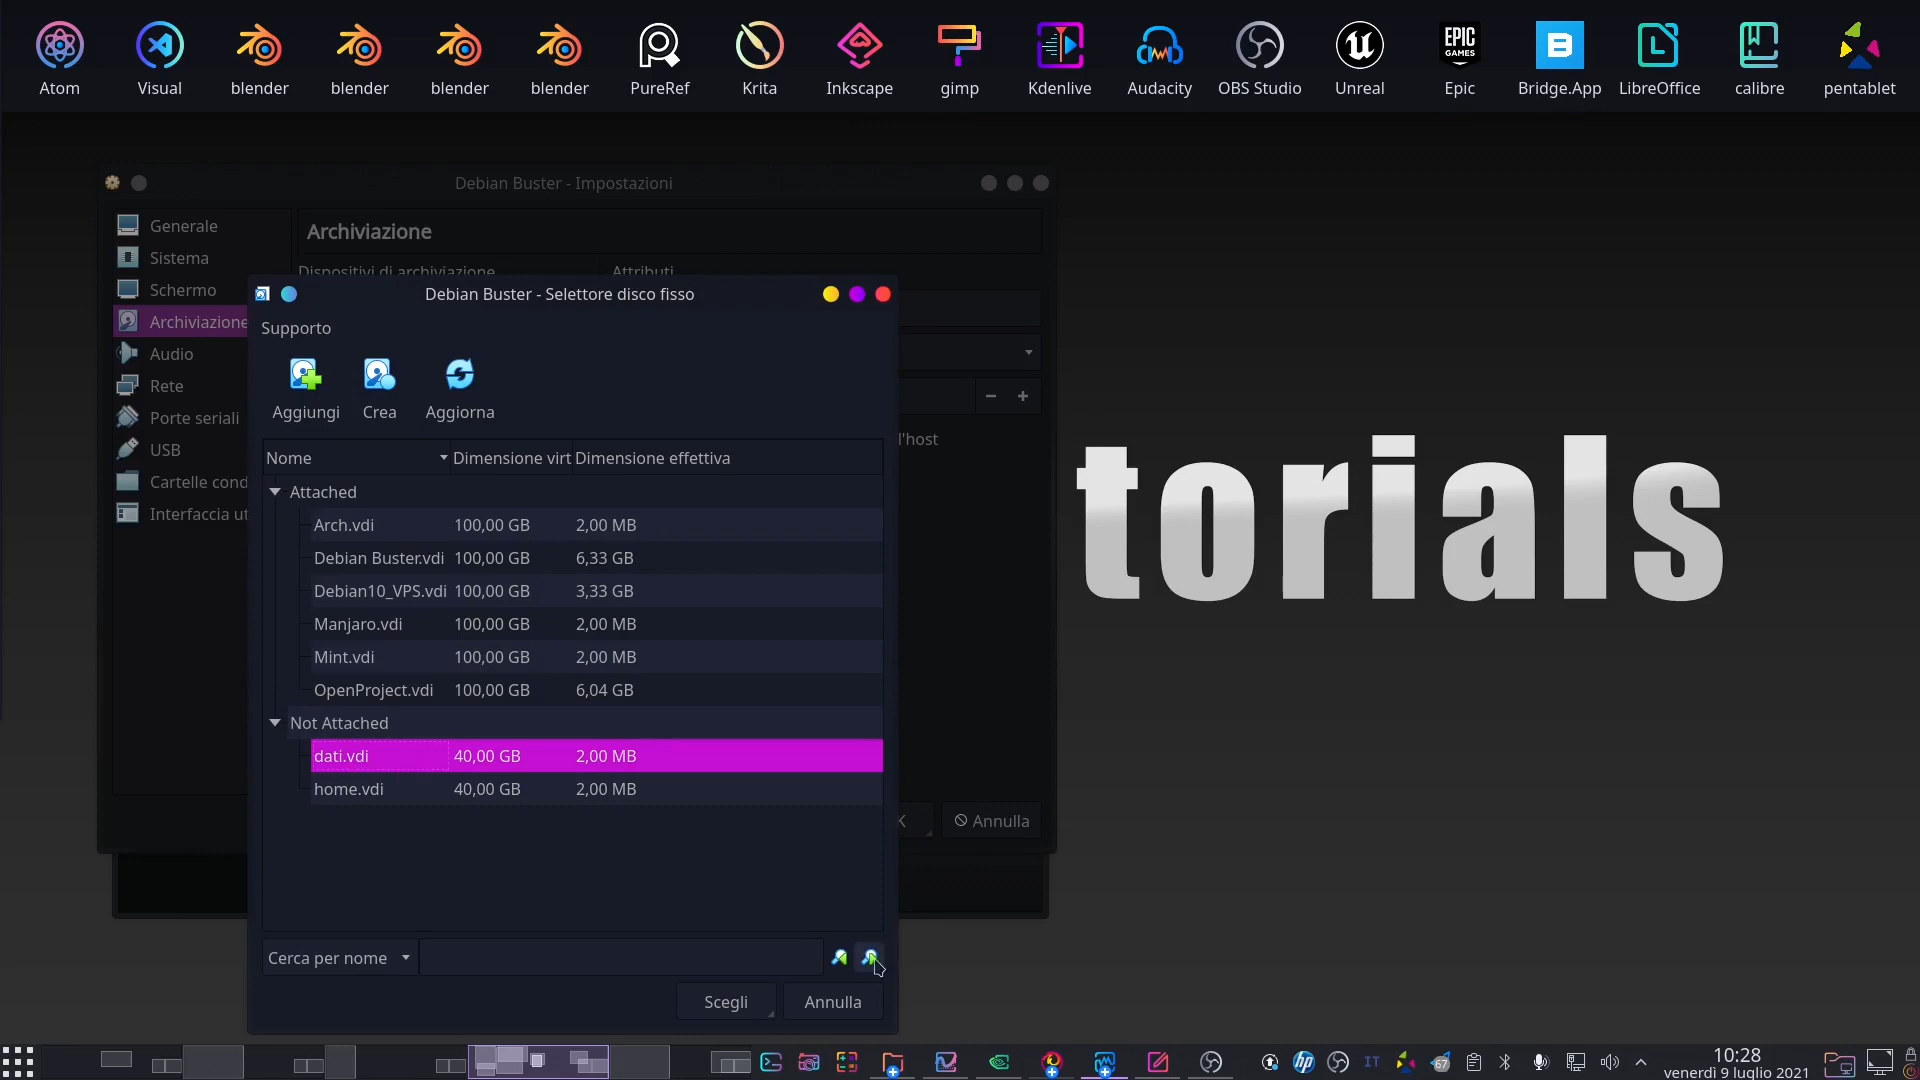 Atom Visual blender blender blender blender PureRef Krita Inkscape gimp Kdenlive Audacity OBS Studio Unreal Epic Bridge.App LibreOffice calibre pentablet
EPIC
GAMES
Debian Buster - Impostazioni
Generale
Sistema
Schermo
Archiviazione
Audio
Rete
Porte seriali
USB
Cartelle cond
Interfaccia ut
Archiviazione
Dispositivi di archiviazione
Attributi
l'host
K
Annulla
Debian Buster - Selettore disco fisso
Supporto
Aggiungi Crea Aggiorna
Nome Dimensione virt Dimensione effettiva
Attached
Arch.vdi 100,00 GB 2,00 MB
Debian Buster.vdi 100,00 GB 6,33 GB
Debian10_VPS.vdi 100,00 GB 3,33 GB
Manjaro.vdi 100,00 GB 2,00 MB
Mint.vdi 100,00 GB 2,00 MB
OpenProject.vdi 100,00 GB 6,04 GB
Not Attached
dati.vdi 40,00 GB 2,00 MB
home.vdi 40,00 GB 2,00 MB
Cerca per nome
Scegli Annulla
torials
hp IT 67
10:28
venerdì 9 luglio 2021